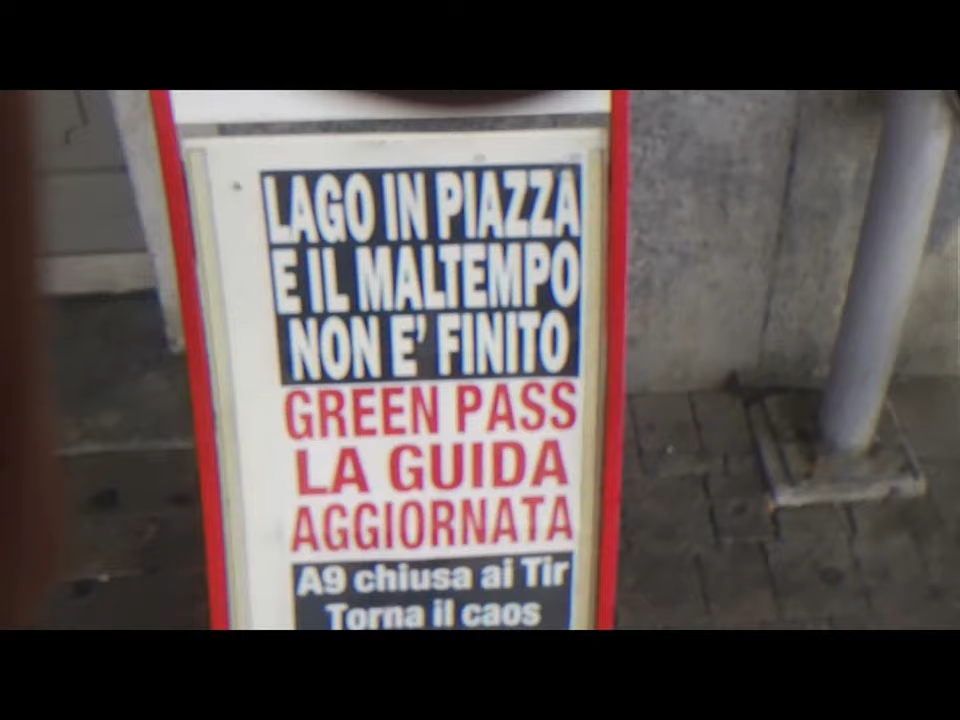 LAGO IN PIAZZA
E IL MALTEMPO
NON E' FINITO
GREEN PASS
LA GUIDA
AGGIORNATA
A9 chiusa ai Tir
Torna il caos